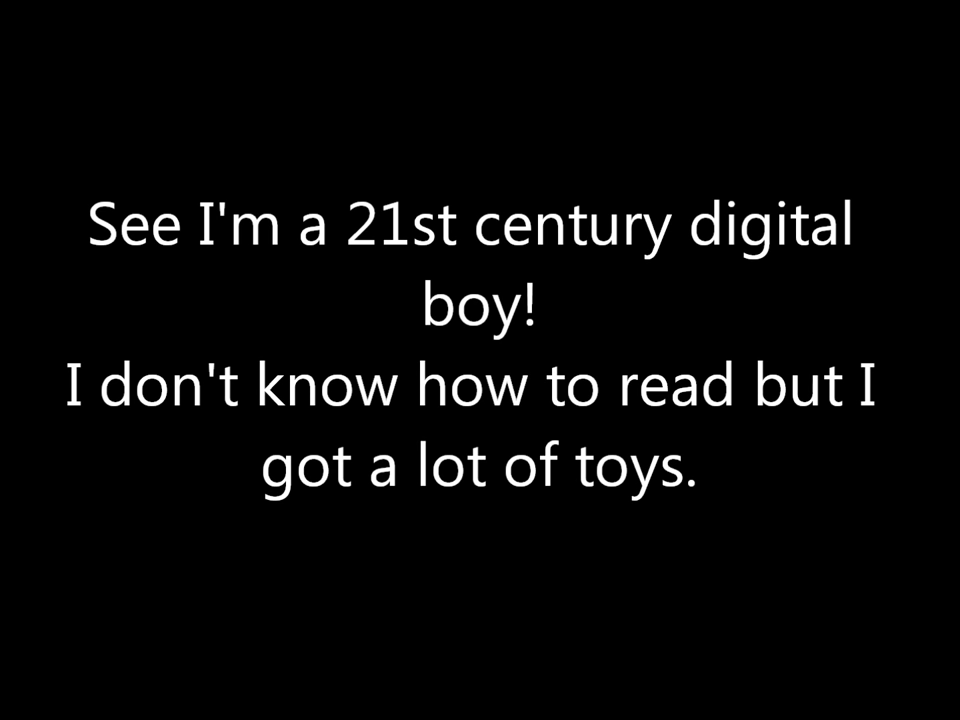 See I'm a 21st century digital
boy!
I don't know how to read but I
got a lot of toys.